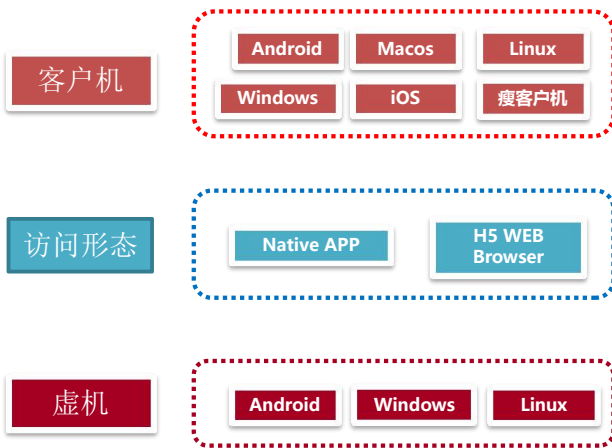 客户机
Android
Macos
Linux
Windows
iOS
瘦客户机
访问形态
Native APP
H5 WEB
Browser
虚机
Android
Windows
Linux